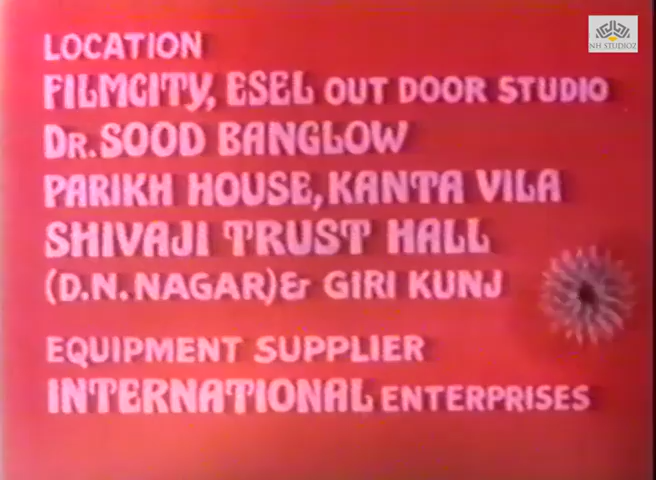 NH STUDIOZ
LOCATION
FILMCITY, ESEL OUT DOOR STUDIO
DR. SOOD BANGLOW
PARIKH HOUSE, KANTA VILA
SHIVAJI TRUST HALL
(D.N. NAGAR) & GIRI KUNJ
EQUIPMENT SUPPLIER
INTERNATIONAL ENTERPRISES